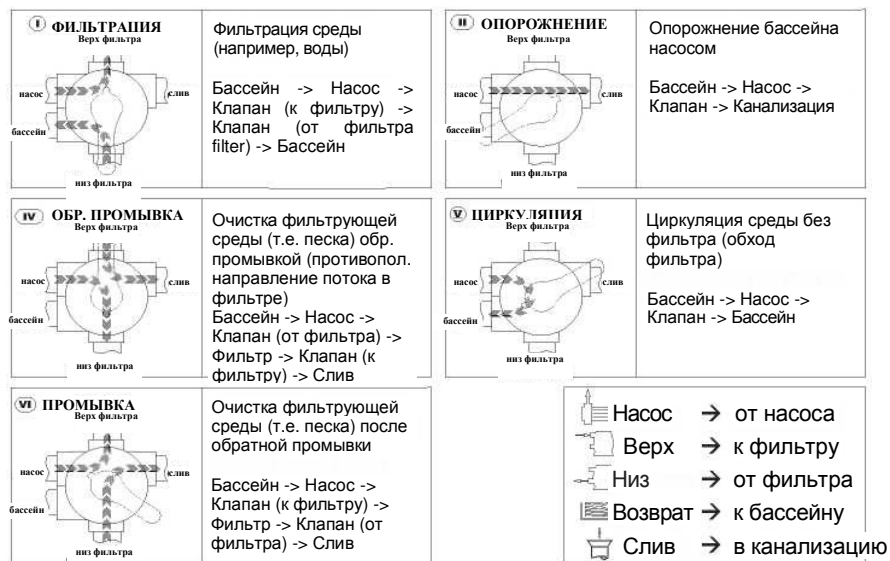 I ФИЛЬТРАЦИЯ
Верх фильтра
насос
слив
бассейн
низ фильтра
Фильтрация среды
(например, воды)
Бассейн -> Насос ->
Клапан (к фильтру) ->
Клапан (от фильтра
filter) -> Бассейн
II ОПОРОЖНЕНИЕ
Верх фильтра
насос
слив
бассейн
низ фильтра
Опорожнение бассейна
насосом
Бассейн -> Насос ->
Клапан -> Канализация
IV ОБР. ПРОМЫВКА
Верх фильтра
насос
слив
бассейн
низ фильтра
Очистка фильтрующей
среды (т.е. песка) обр.
промывкой (противопол.
направление потока в
фильтре)
Бассейн -> Насос ->
Клапан (от фильтра) ->
Фильтр -> Клапан (к
фильтру) -> Слив
V ЦИРКУЛЯЦИЯ
Верх фильтра
насос
слив
бассейн
низ фильтра
Циркуляция среды без
фильтра (обход
фильтра)
Бассейн -> Насос ->
Клапан -> Бассейн
VI ПРОМЫВКА
Верх фильтра
насос
слив
бассейн
низ фильтра
Очистка фильтрующей
среды (т.е. песка) после
обратной промывки
Бассейн -> Насос ->
Клапан (к фильтру) ->
Фильтр -> Клапан (от
фильтра) -> Слив
Насос → от насоса
Верх → к фильтру
Низ → от фильтра
Возврат → к бассейну
Слив → в канализацию